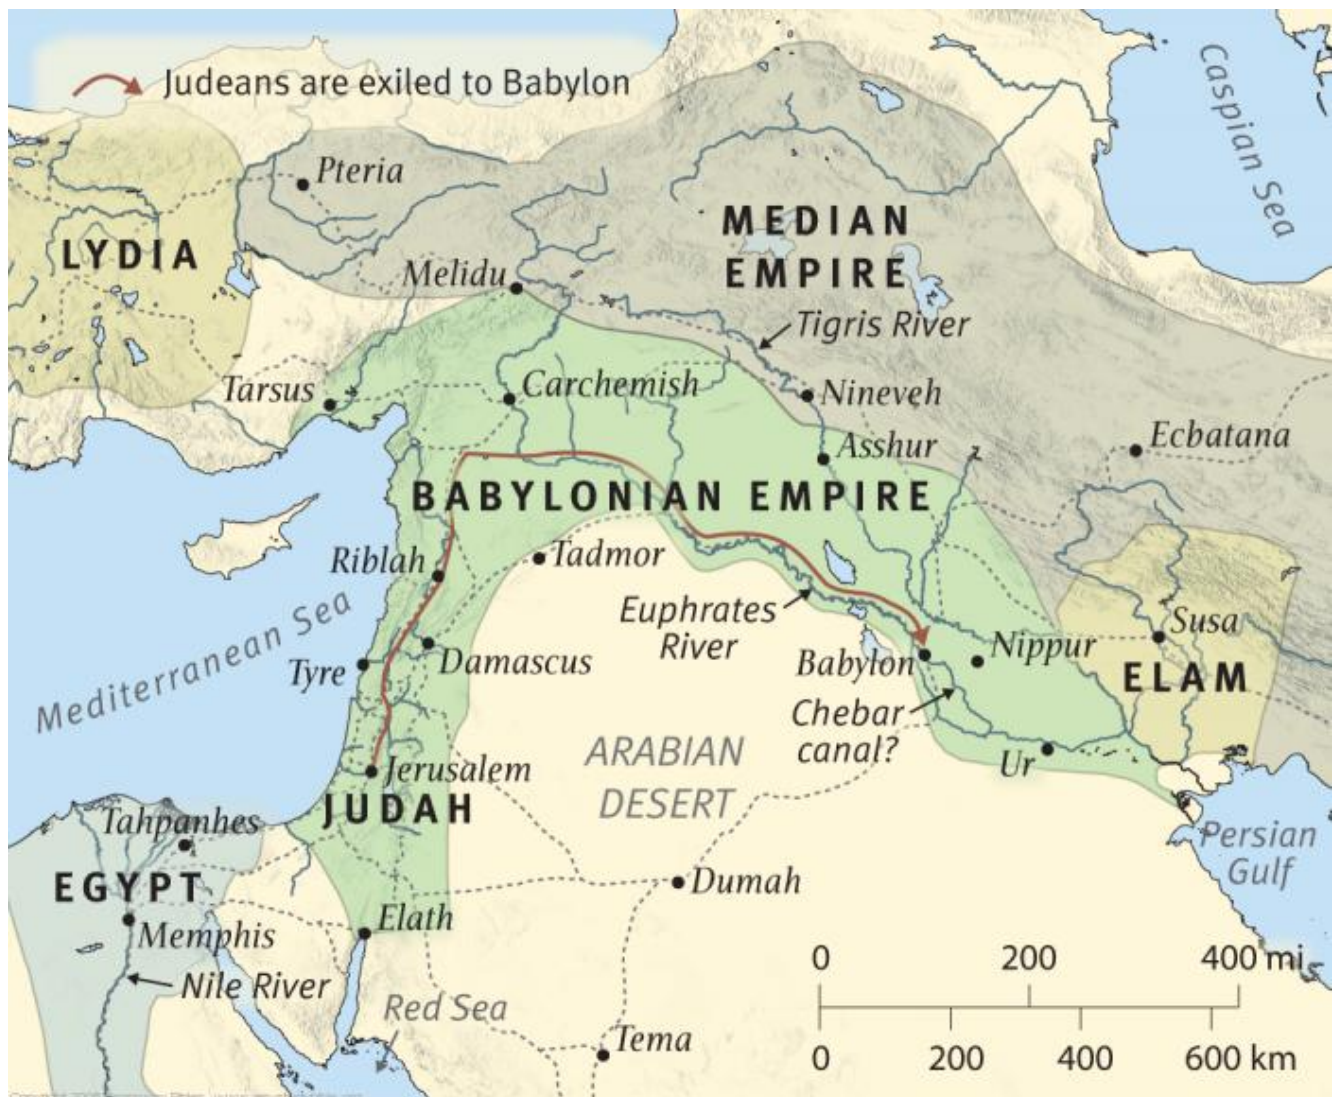 Judeans are exiled to Babylon
Caspian Sea
Pteria
LYDIA
MEDIAN
EMPIRE
Melidu
Tigris River
Tarsus
Carchemish
Nineveh
Asshur
Ecbatana
BABYLONIAN EMPIRE
Riblah
Tadmor
Mediterranean Sea
Euphrates
River
Susa
Tyre
Damascus
Babylon
Nippur
ELAM
Chebar
canal?
ARABIAN
DESERT
Ur
Jerusalem
JUDAH
Tahpanhes
Persian
Gulf
EGYPT
Dumah
Memphis
Elath
Nile River
Red Sea
Tema
0 200 400 mi
0 200 400 600 km